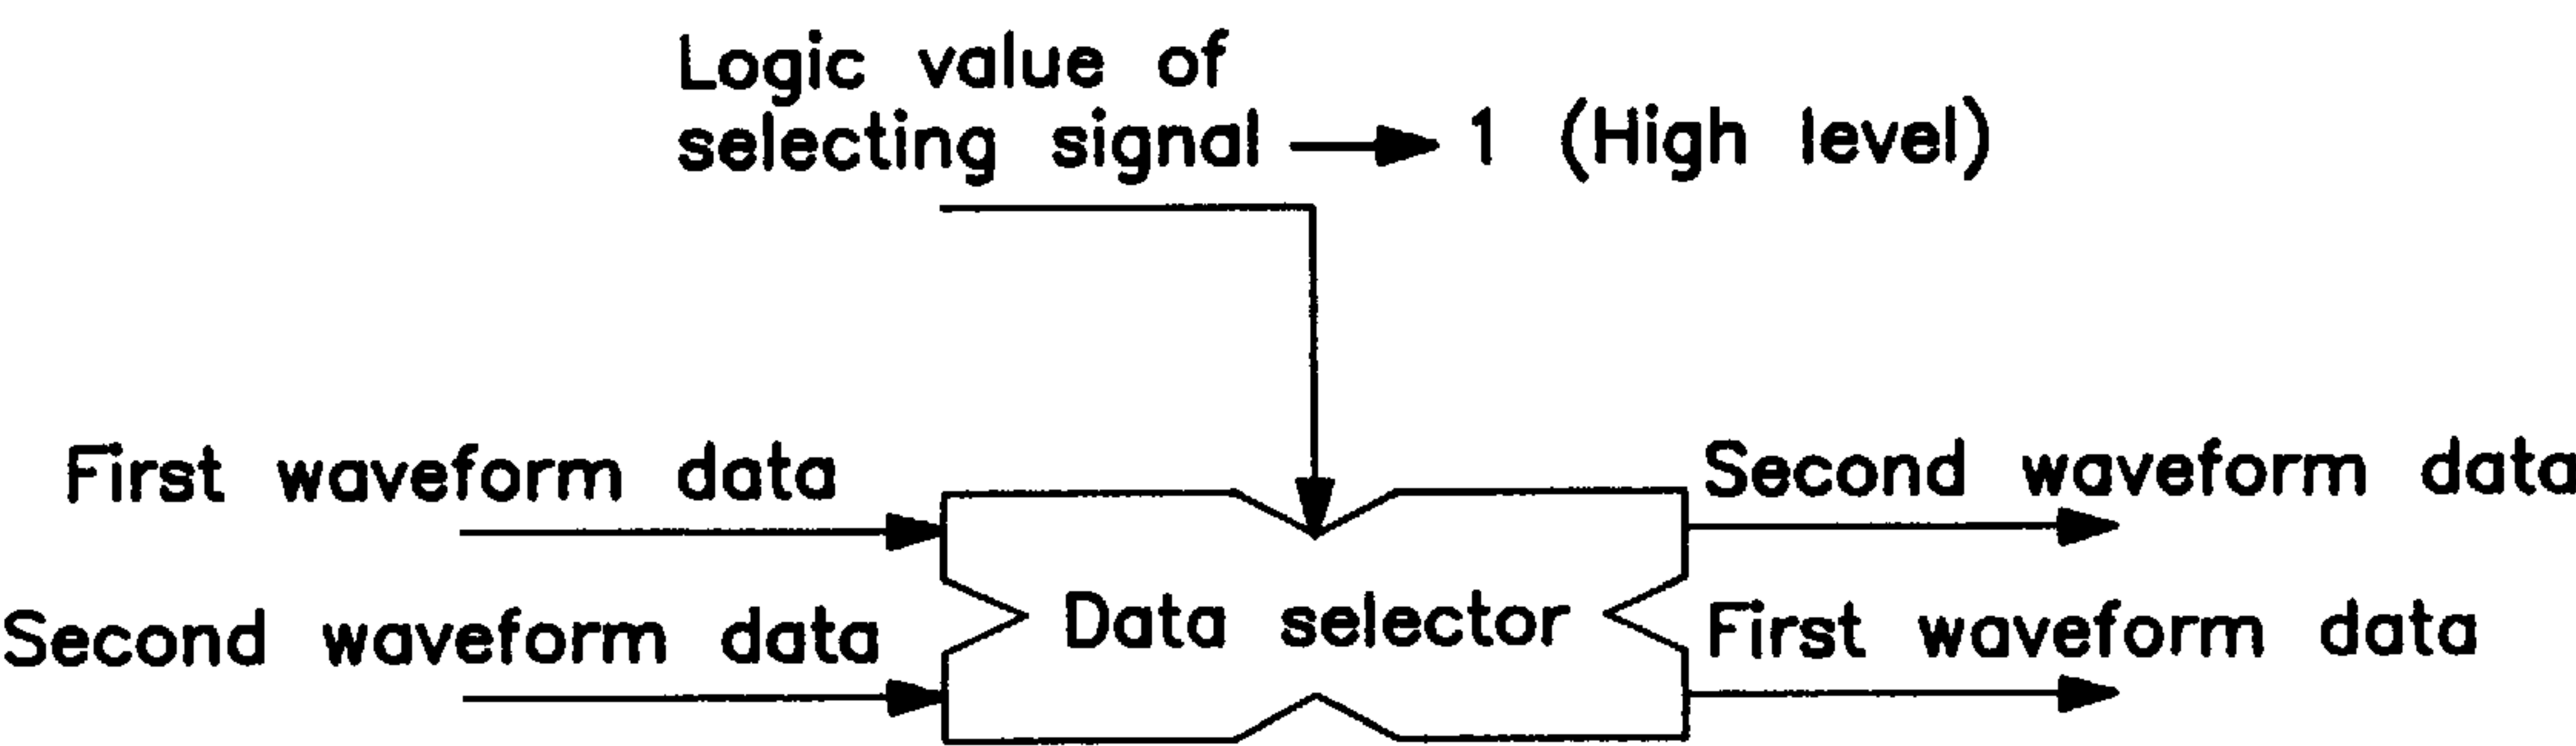 Logic value of
selecting signal → 1 (High level)
First waveform data
Second waveform data
Second waveform data
Data selector
First waveform data